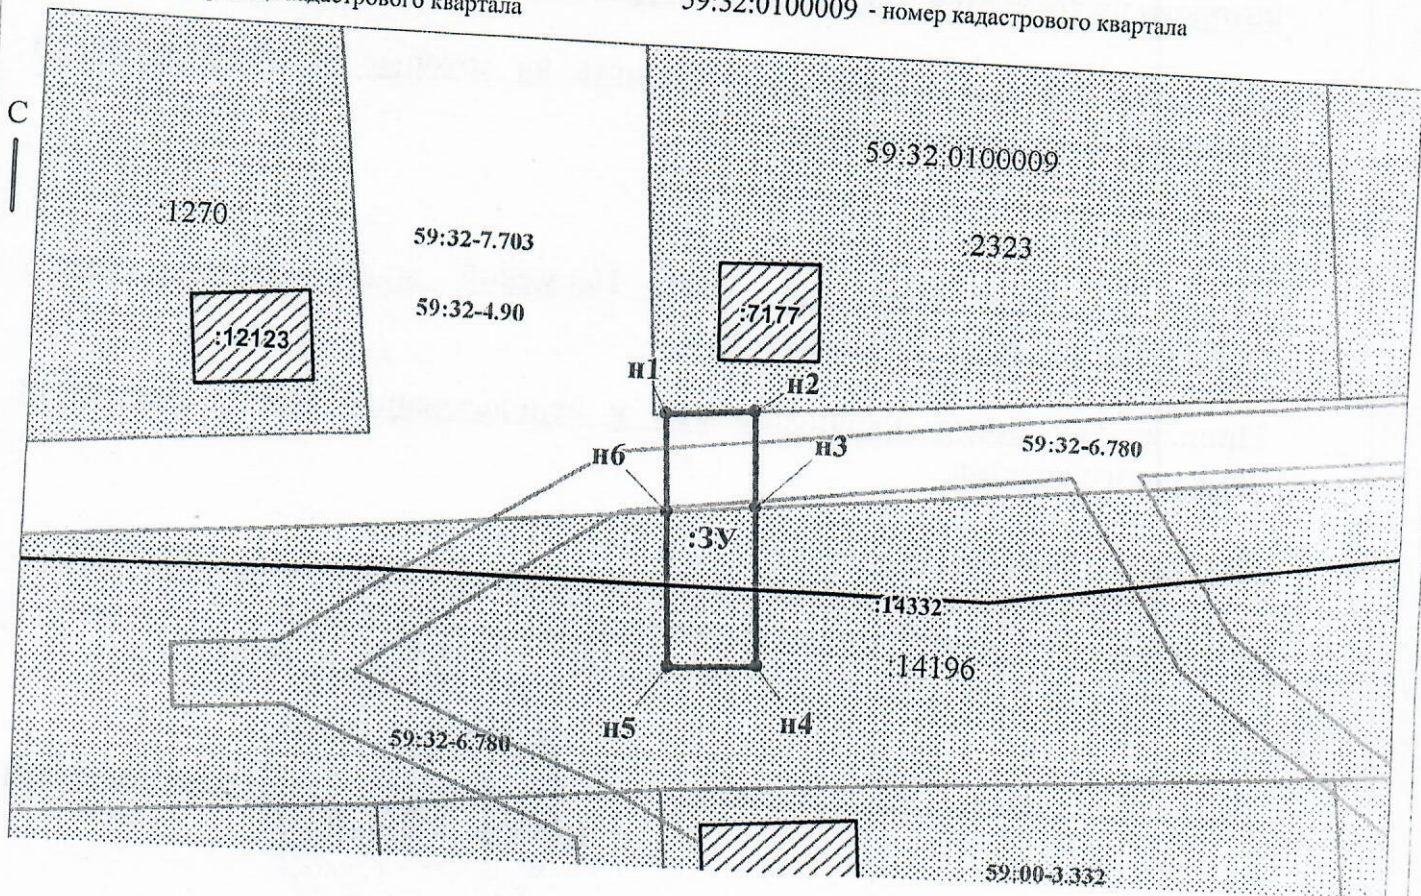 кадастрового квартала
59:32:0100009 - номер кадастрового квартала
С
59:32:0100009
:1270
59:32-7.703
:2323
59:32-4.90
:7177
:12123
н1
н2
н6
н3
59:32-6.780
:ЗУ
:14332
:14196
н5
н4
59:32-6.780
59:00-3.332